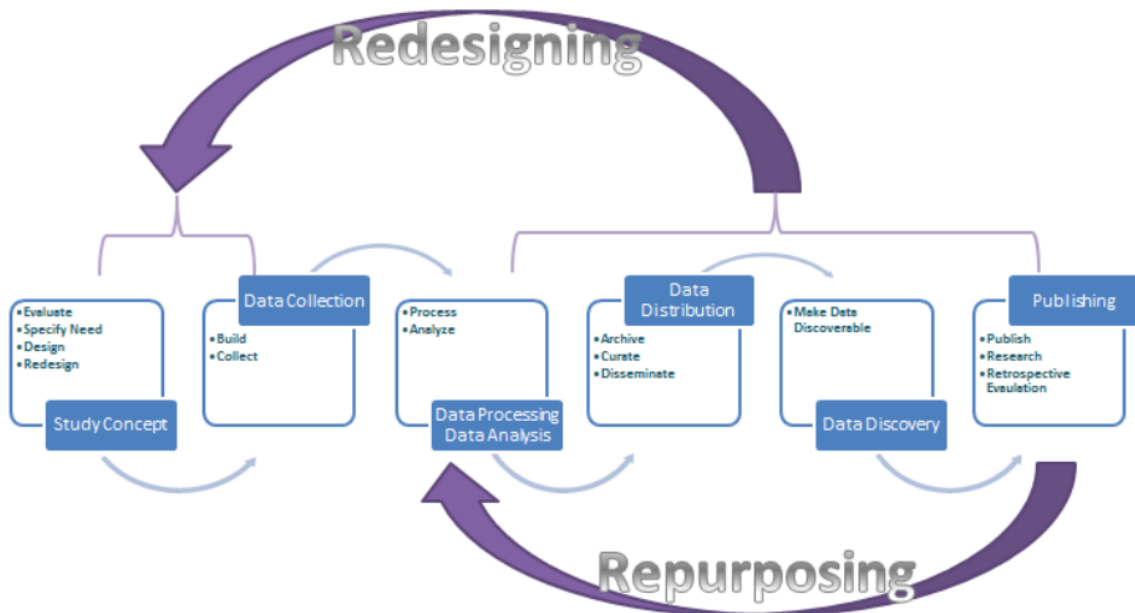 Redesigning
• Evaluate
• Specify Need
• Design
• Redesign
Study Concept
Data Collection
• Build
• Collect
• Process
• Analyze
Data Processing
Data Analysis
Data
Distribution
• Archive
• Curate
• Disseminate
• Make Data
Discoverable
Data Discovery
Publishing
• Publish
• Research
• Retrospective
Evaulation
Repurposing